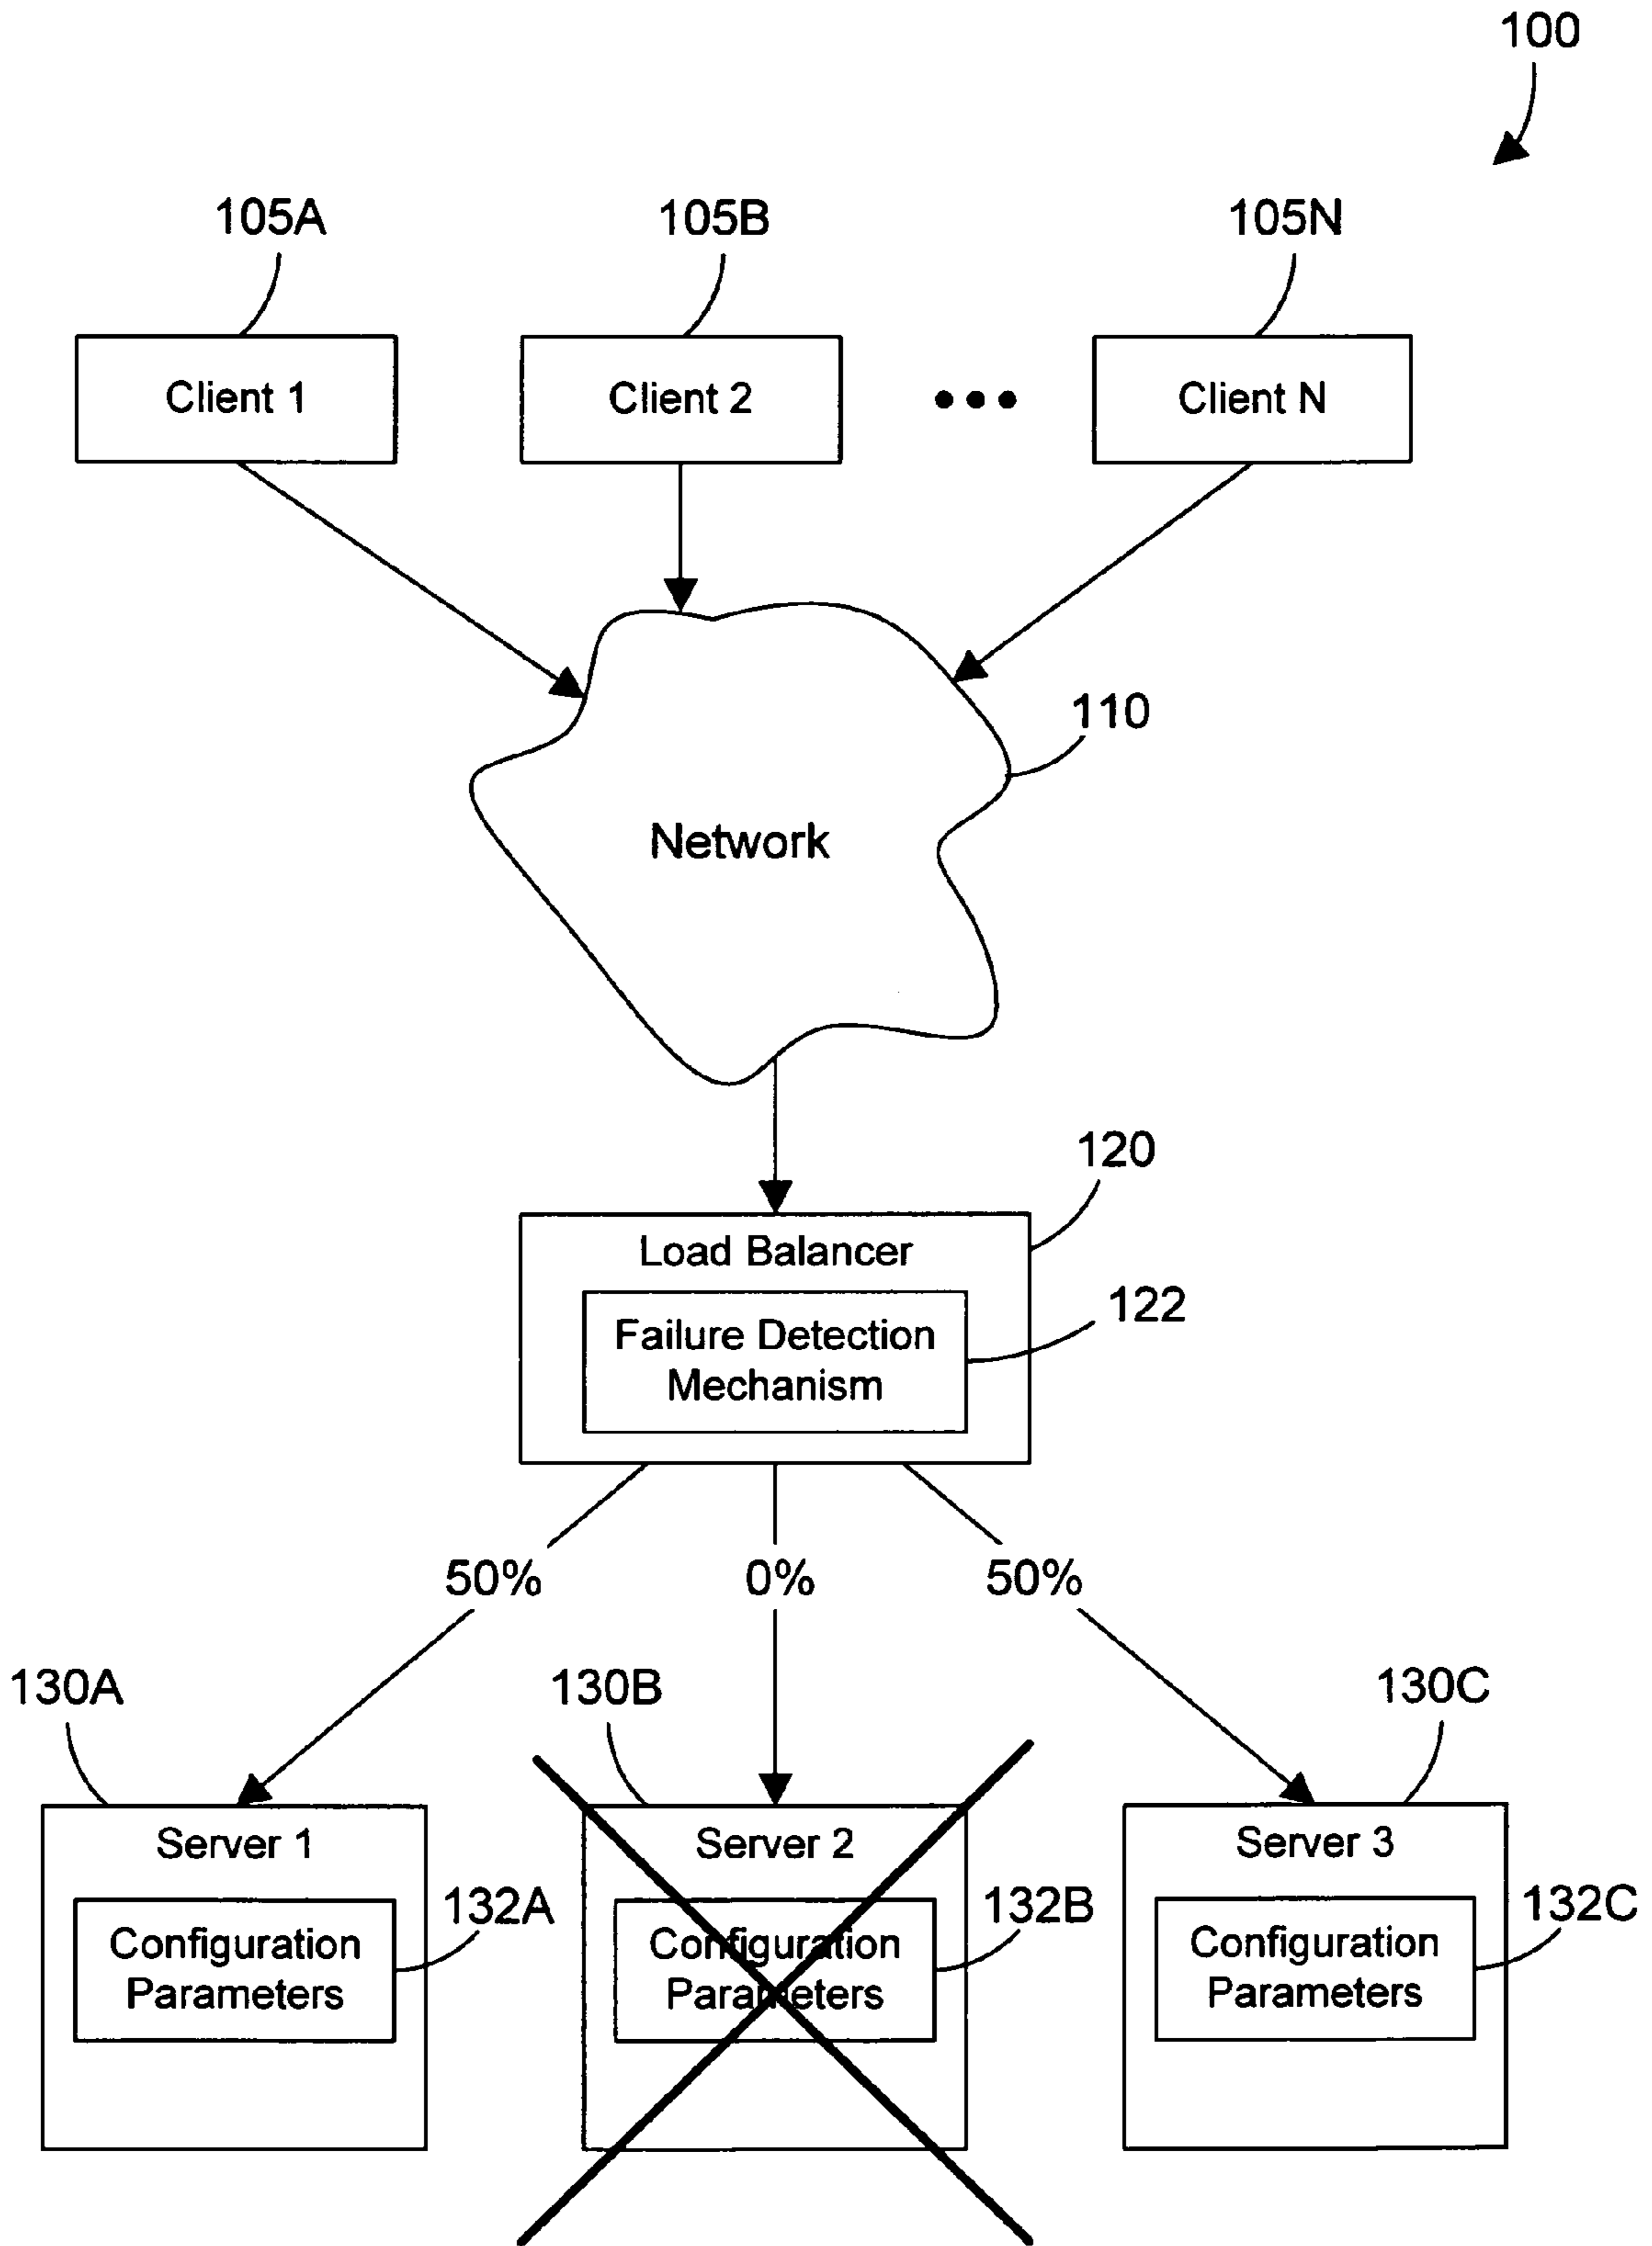 100
105A
105B
105N
Client 1
Client 2
Client N
110
Network
120
Load Balancer
122
Failure Detection
Mechanism
50%
0%
50%
130A
130B
130C
Server 1
Server 2
Server 3
132A
132B
132C
Configuration
Parameters
Configuration
Parameters
Configuration
Parameters